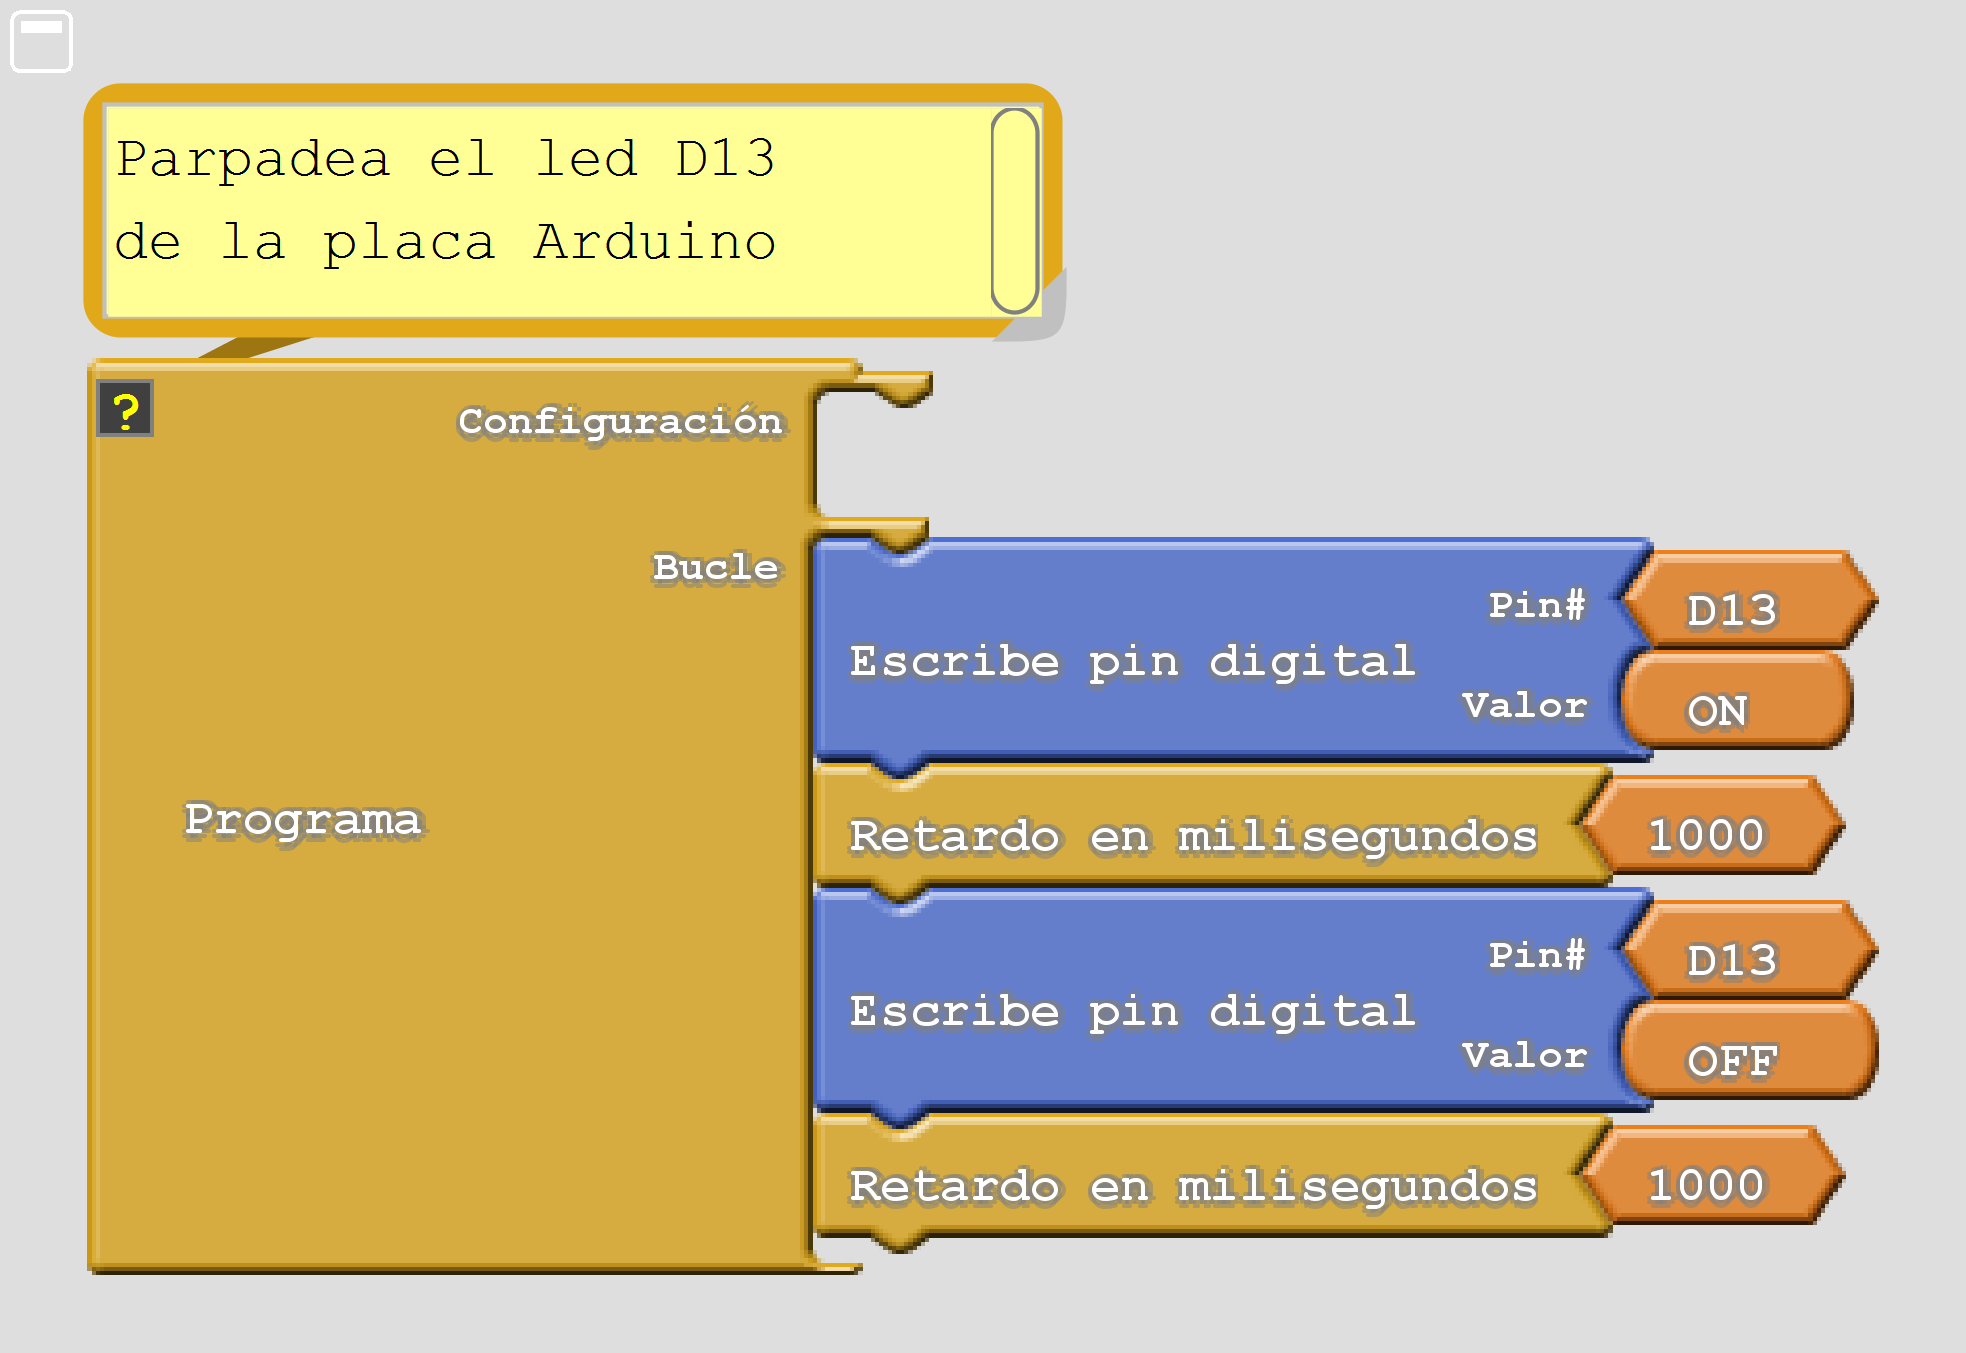 Parpadea el led D13
de la placa Arduino
?
Configuración
Bucle
Programa
Escribe pin digital
Pin#
D13
Valor
ON
Retardo en milisegundos
1000
Escribe pin digital
Pin#
D13
Valor
OFF
Retardo en milisegundos
1000